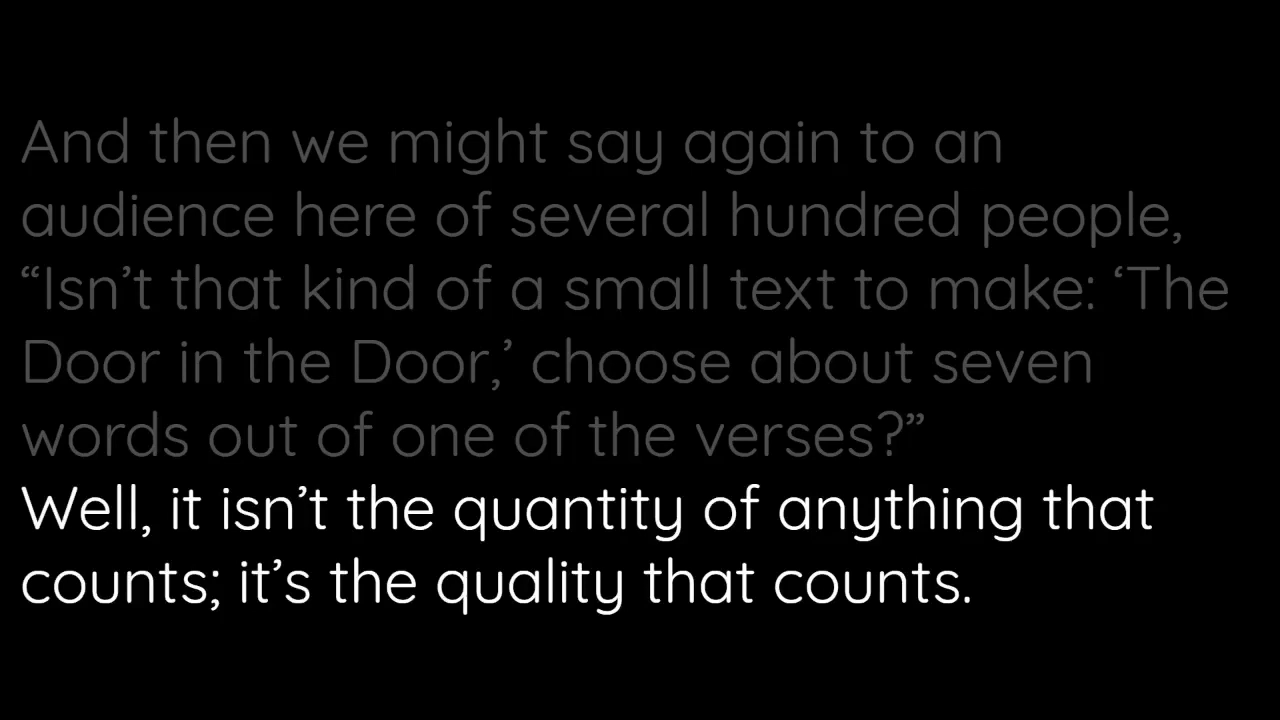 And then we might say again to an
audience here of several hundred people,
“Isn’t that kind of a small text to make: ‘The
Door in the Door,’ choose about seven
words out of one of the verses?”
Well, it isn’t the quantity of anything that
counts; it’s the quality that counts.